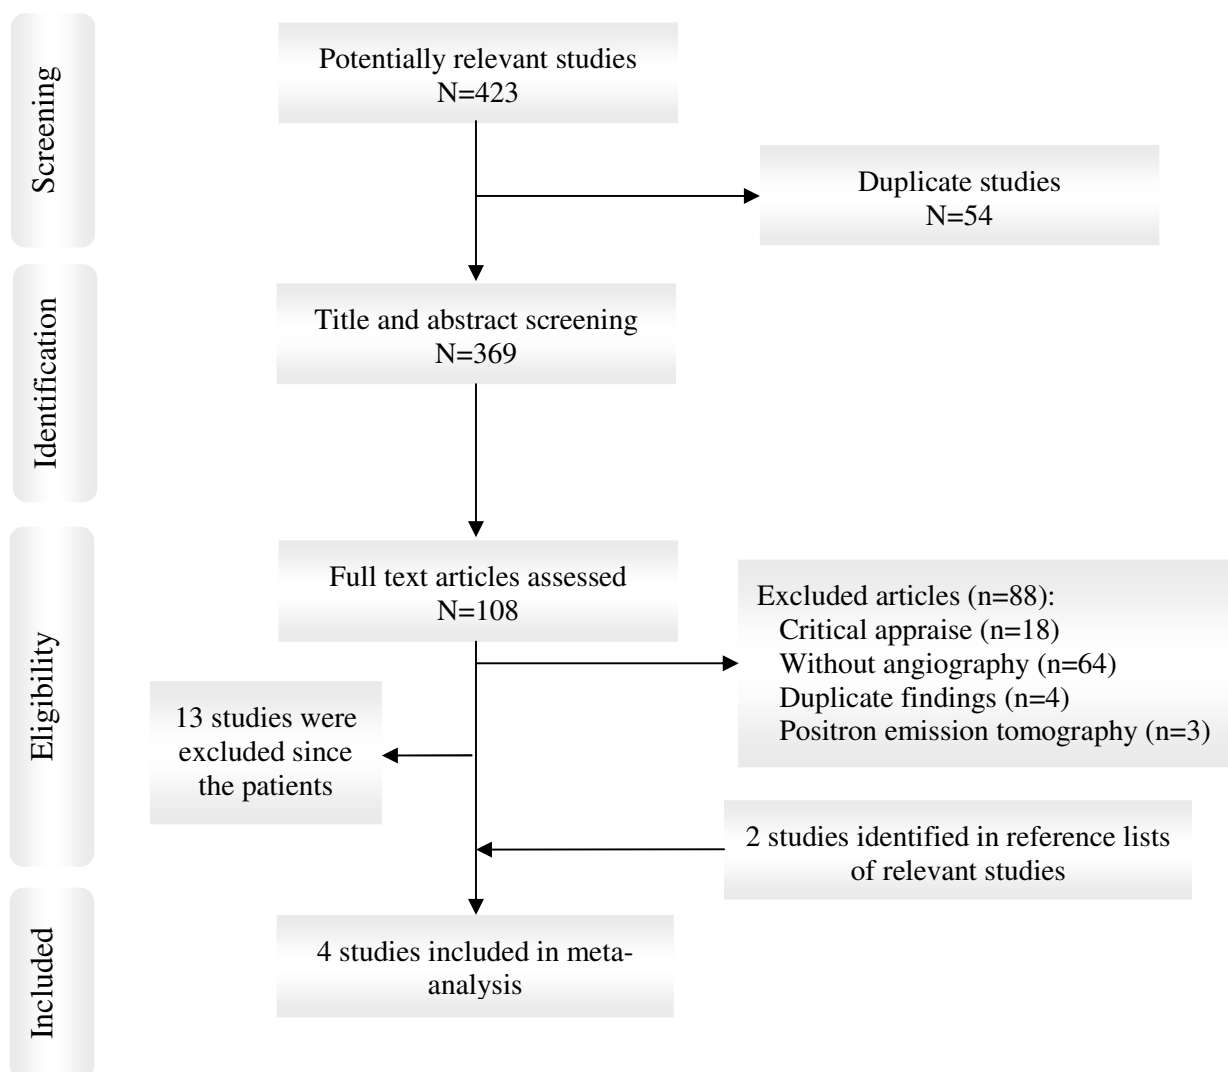 Screening
Potentially relevant studies
N=423
Duplicate studies
N=54
Identification
Title and abstract screening
N=369
Eligibility
Full text articles assessed
N=108
Excluded articles (n=88):
Critical appraise (n=18)
Without angiography (n=64)
Duplicate findings (n=4)
Positron emission tomography (n=3)
13 studies were
excluded since
the patients
2 studies identified in reference lists
of relevant studies
Included
4 studies included in meta-
analysis